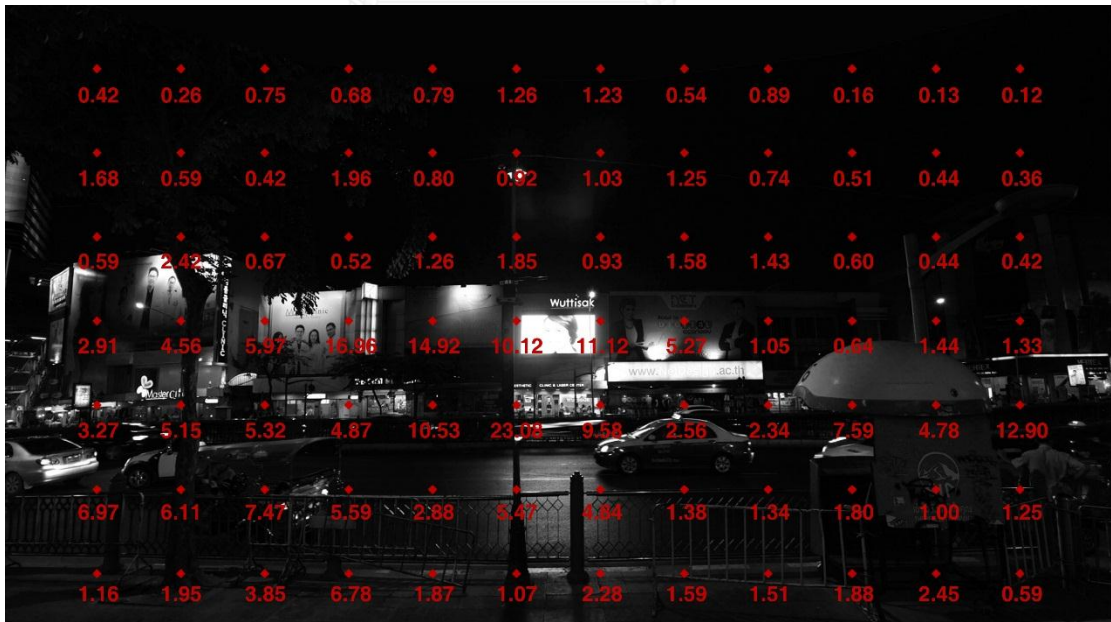 0.42 0.26 0.75 0.68 0.79 1.26 1.23 0.54 0.89 0.16 0.13 0.12
1.68 0.59 0.42 1.96 0.80 0.92 1.03 1.25 0.74 0.51 0.44 0.36
0.59 2.42 0.67 0.52 1.26 1.85 0.93 1.58 1.43 0.60 0.44 0.42
Wuttisak
2.91 4.56 5.97 16.96 14.92 10.12 11.12 5.27 1.05 0.64 1.44 1.33
www. .ac.th
CLINIC & LASER CENTER
Master
3.27 5.15 5.32 4.87 10.53 23.08 9.58 2.56 2.34 7.59 4.78 12.90
6.97 6.11 7.47 5.59 2.88 5.47 4.84 1.38 1.34 1.80 1.00 1.25
1.16 1.95 3.85 6.78 1.87 1.07 2.28 1.59 1.51 1.88 2.45 0.59